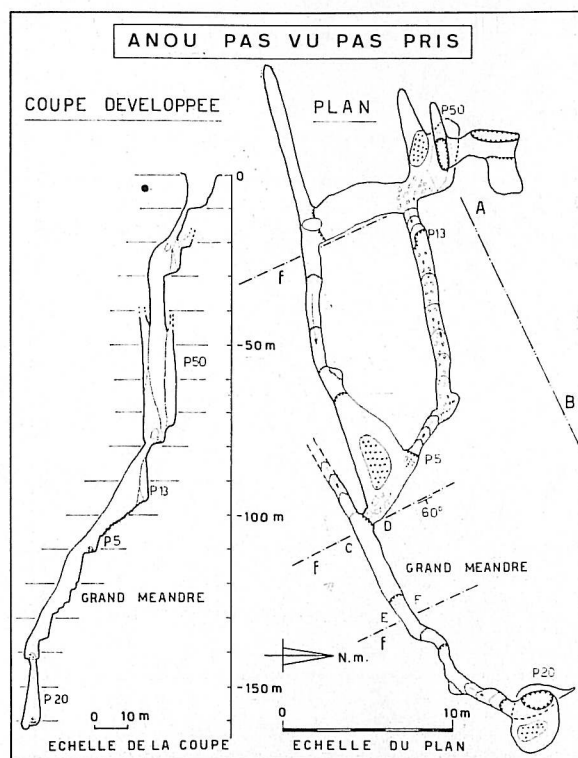 ANOU PAS VU PAS PRIS
COUPE DEVELOPPEE
PLAN
P50
0
A
P13
f
-50 m
P50
B
P13
P5
-100 m
60°
D
C
f
P5
GRAND MEANDRE
GRAND MEANDRE
E
F
f
N.m.
P20
-150 m
P20
0 10 m
0 10 m
ECHELLE DE LA COUPE
ECHELLE DU PLAN